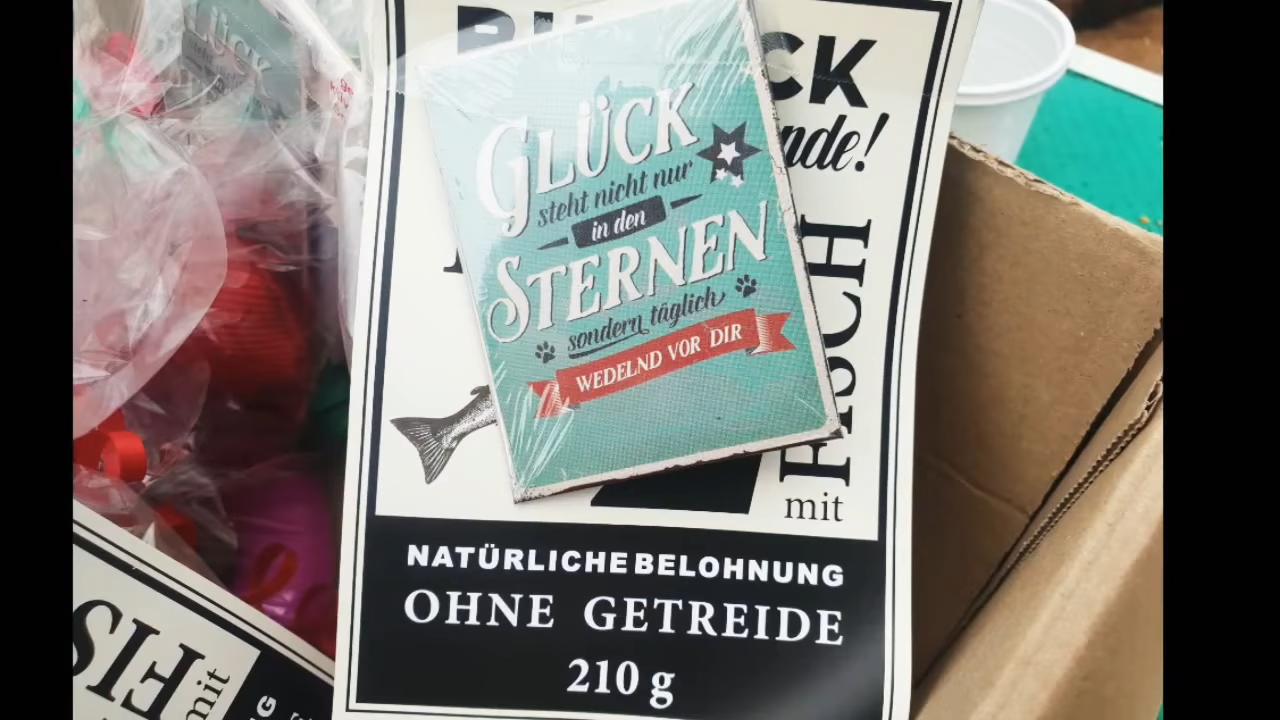 CK
nde!
GLÜCK
steht nicht nur
in den
STERNEN
sondern täglich
WEDELND VOR DIR
mit
FISCH
NATÜRLICHE BELOHNUNG
OHNE GETREIDE
210 g
FIS
mit